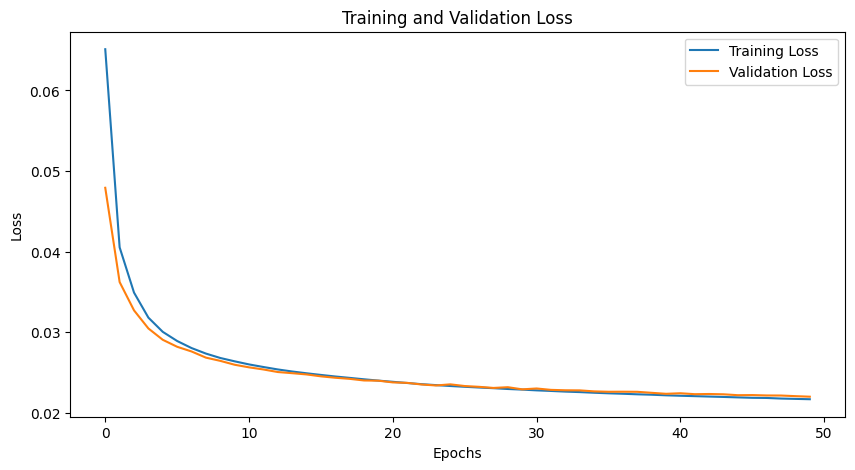 Training and Validation Loss
Training Loss
Validation Loss
0.06
0.05
0.04
0.03
0.02
Loss
0 10 20 30 40 50
Epochs